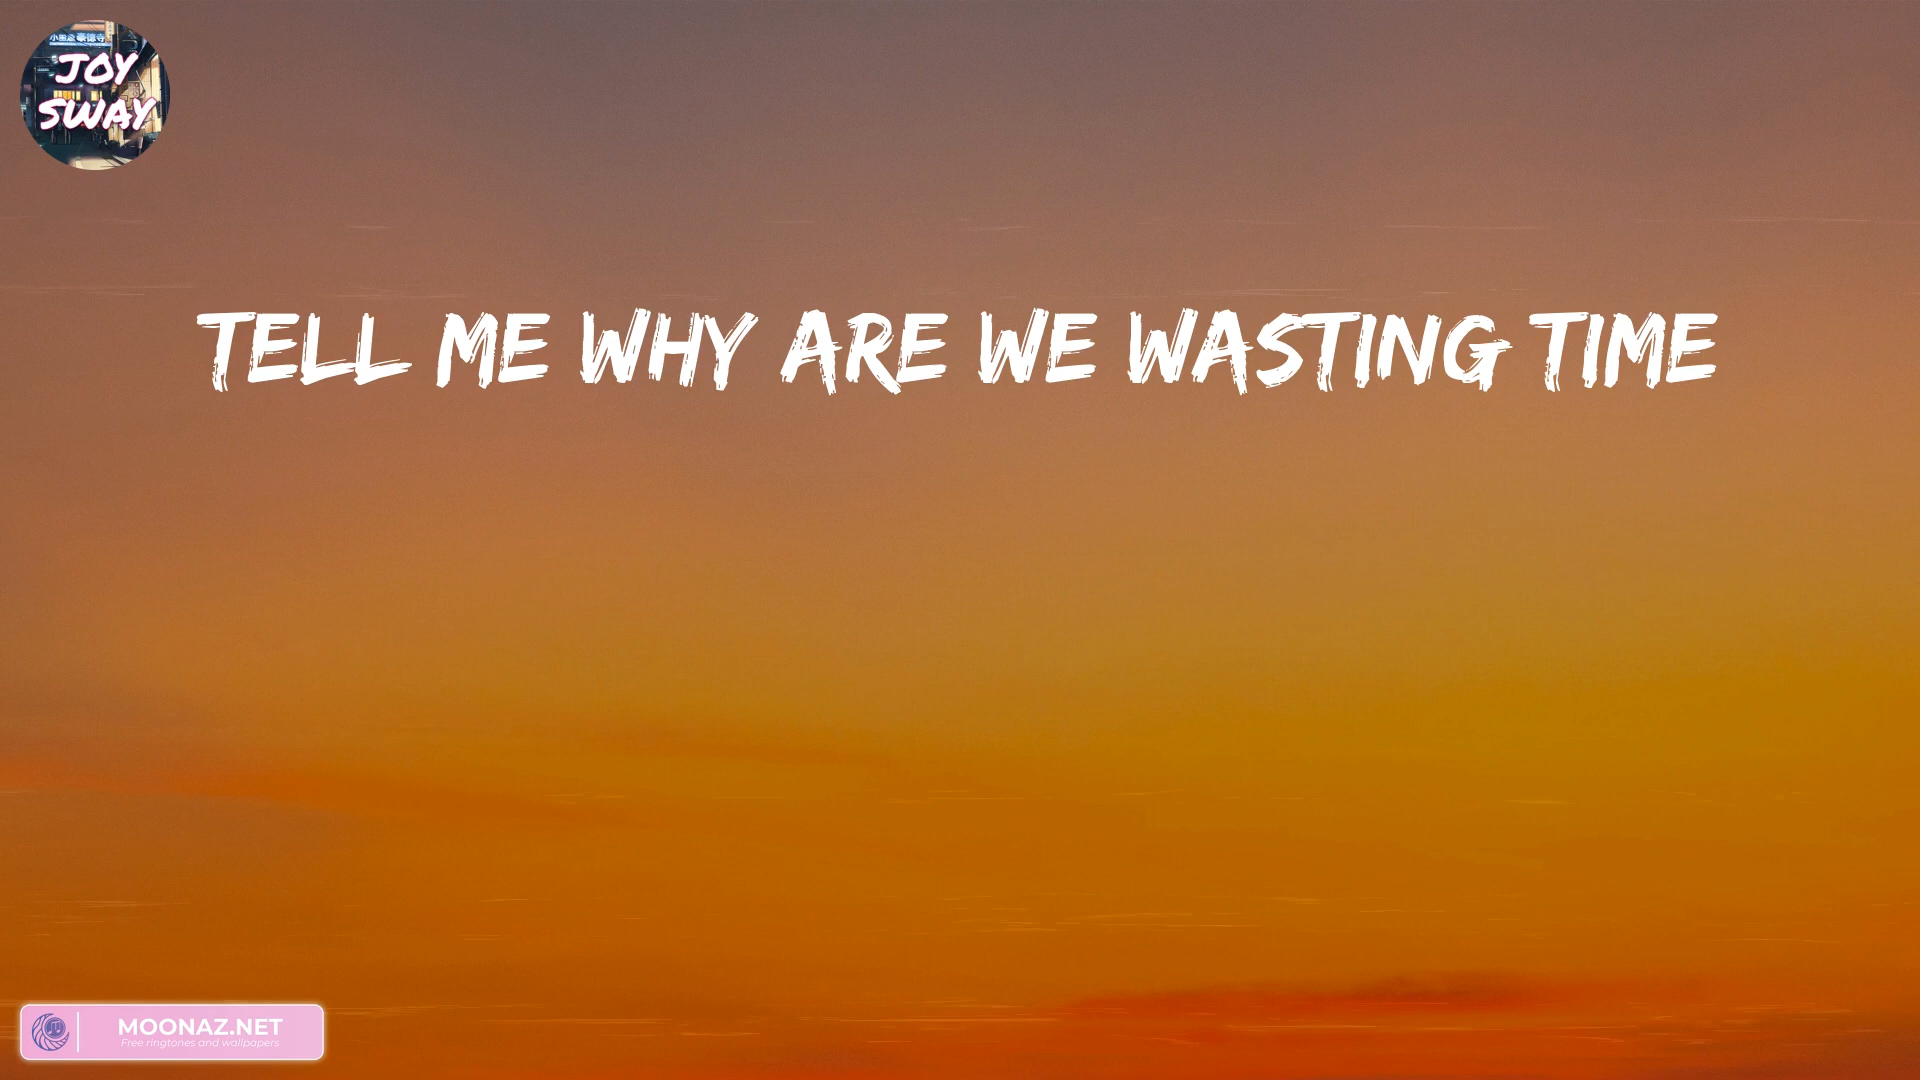 JOY
SWAY
TELL ME WHY ARE WE WASTING TIME
MOONAZ.NET
Free ringtones and wallpapers